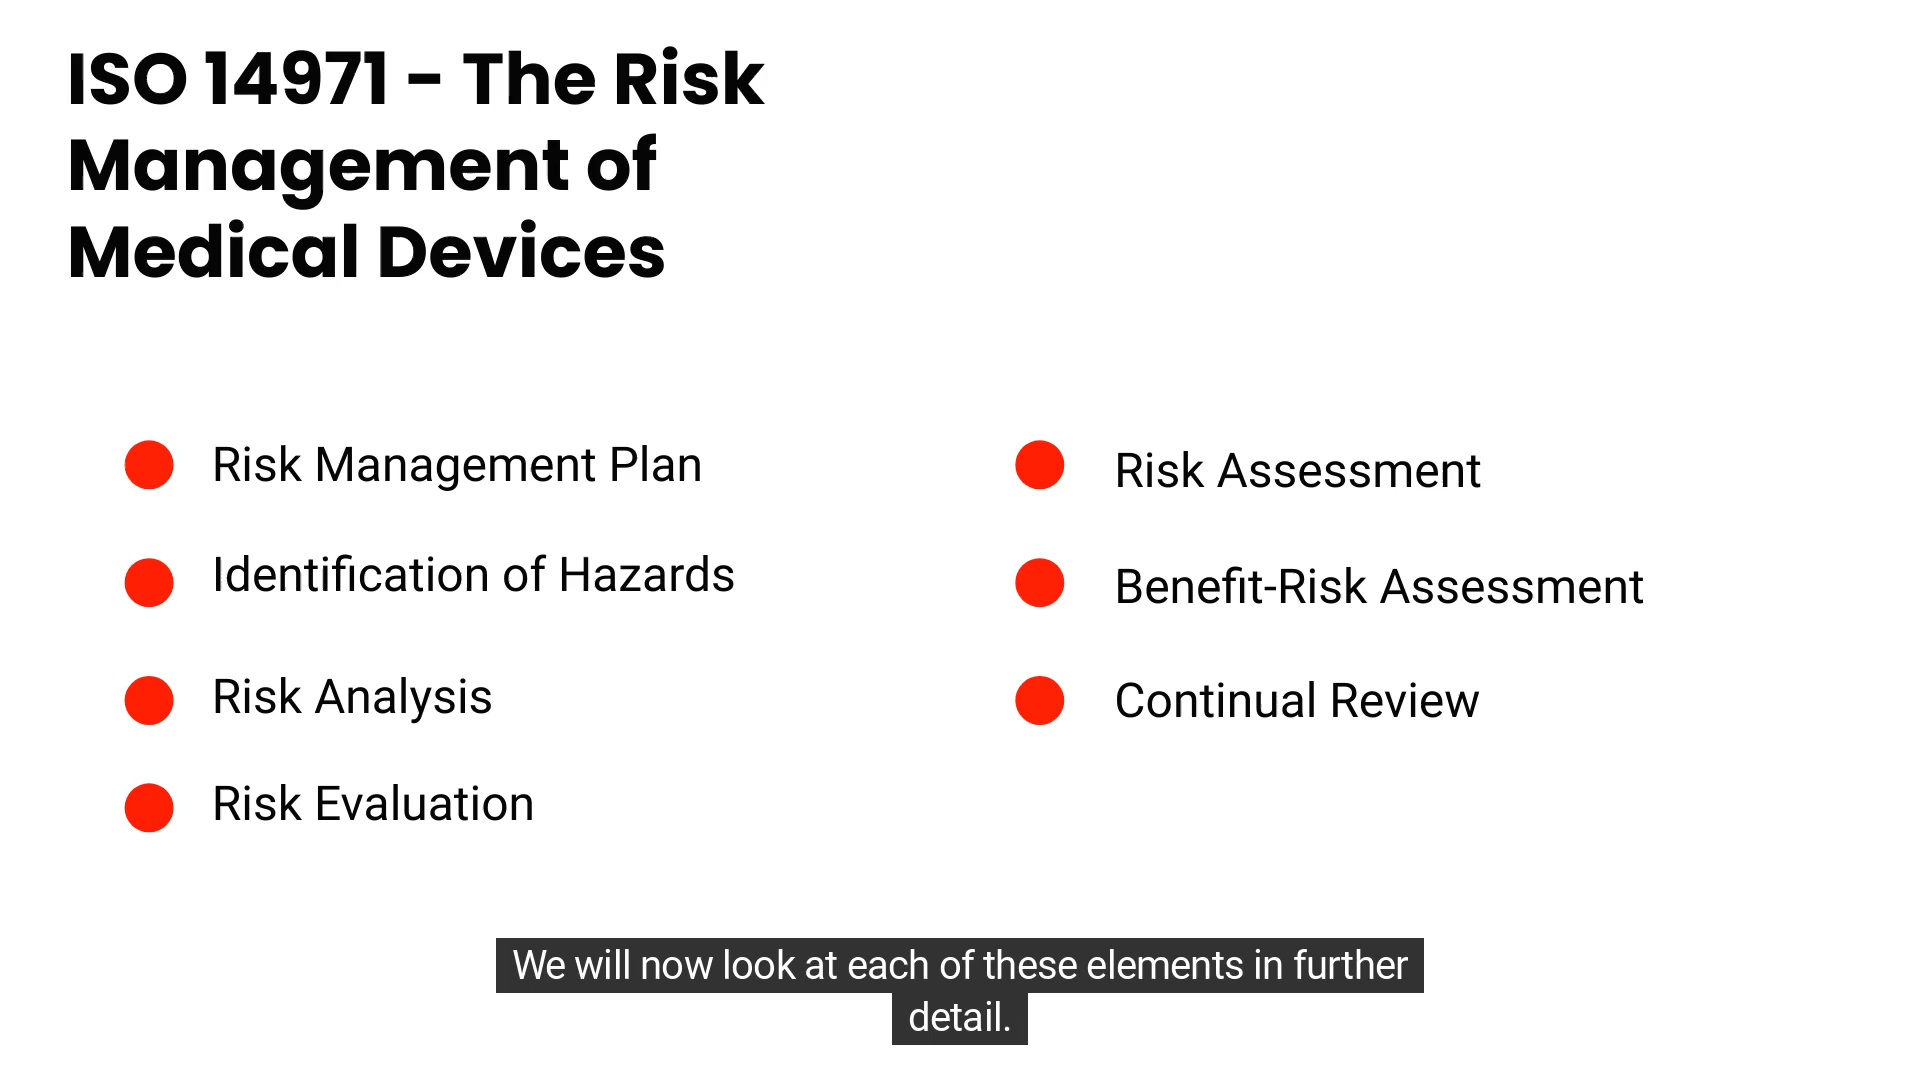 ISO 14971 - The Risk
Management of
Medical Devices
Risk Management Plan
Identification of Hazards
Risk Analysis
Risk Evaluation
Risk Assessment
Benefit-Risk Assessment
Continual Review
We will now look at each of these elements in further
detail.